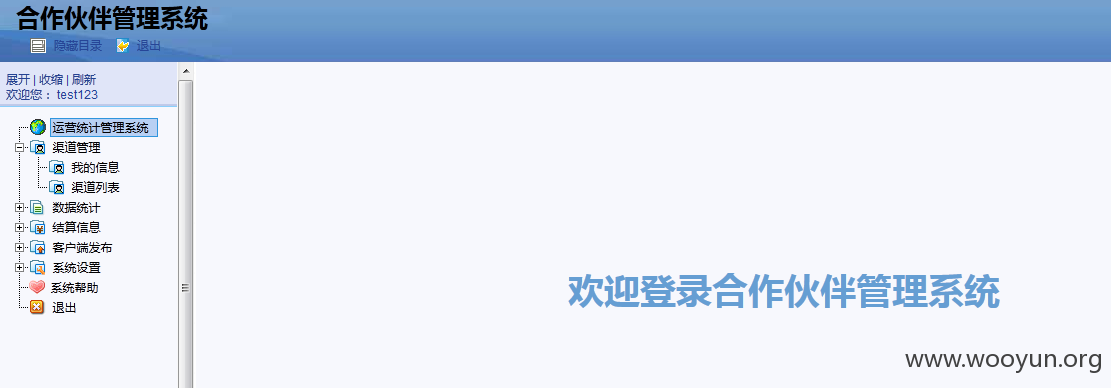 合作伙伴管理系统
隐藏目录 退出
展开 | 收缩 | 刷新
欢迎您： test123
运营统计管理系统
渠道管理
我的信息
渠道列表
数据统计
结算信息
客户端发布
系统设置
系统帮助
退出
欢迎登录合作伙伴管理系统
www.wooyun.org